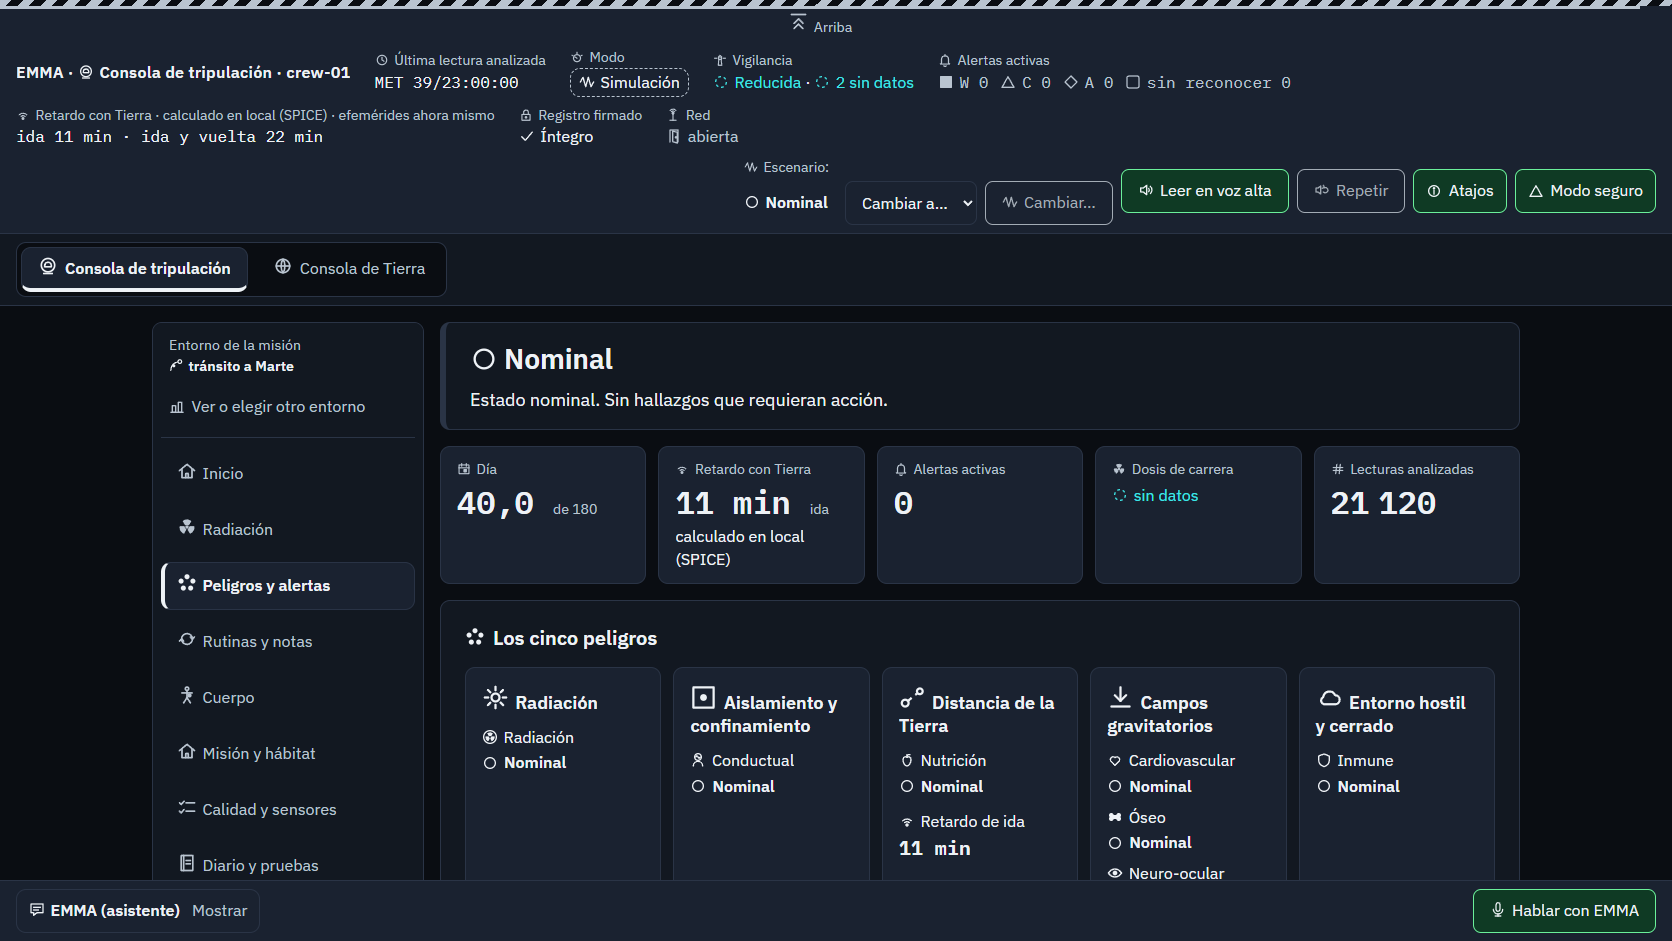 Arriba
EMMA · Consola de tripulación · crew-01
Última lectura analizada
MET 39/23:00:00
Modo
Simulación
Vigilancia
Reducida · 2 sin datos
Alertas activas
W 0 C 0 A 0 sin reconocer 0
Retardo con Tierra · calculado en local (SPICE) · efemérides ahora mismo
ida 11 min · ida y vuelta 22 min
Registro firmado
Íntegro
Red
abierta
Escenario:
Nominal
Cambiar a...
Cambiar...
Leer en voz alta
Repetir
Atajos
Modo seguro
Consola de tripulación
Consola de Tierra
Entorno de la misión
tránsito a Marte
Ver o elegir otro entorno
Inicio
Radiación
Peligros y alertas
Rutinas y notas
Cuerpo
Misión y hábitat
Calidad y sensores
Diario y pruebas
Nominal
Estado nominal. Sin hallazgos que requieran acción.
Día
40,0 de 180
Retardo con Tierra
11 min ida
calculado en local
(SPICE)
Alertas activas
0
Dosis de carrera
sin datos
Lecturas analizadas
21 120
Los cinco peligros
Radiación
Radiación
Nominal
Aislamiento y
confinamiento
Conductual
Nominal
Distancia de la
Tierra
Nutrición
Nominal
Retardo de ida
11 min
Campos
gravitatorios
Cardiovascular
Nominal
Óseo
Nominal
Neuro-ocular
Entorno hostil
y cerrado
Inmune
Nominal
EMMA (asistente) Mostrar
Hablar con EMMA